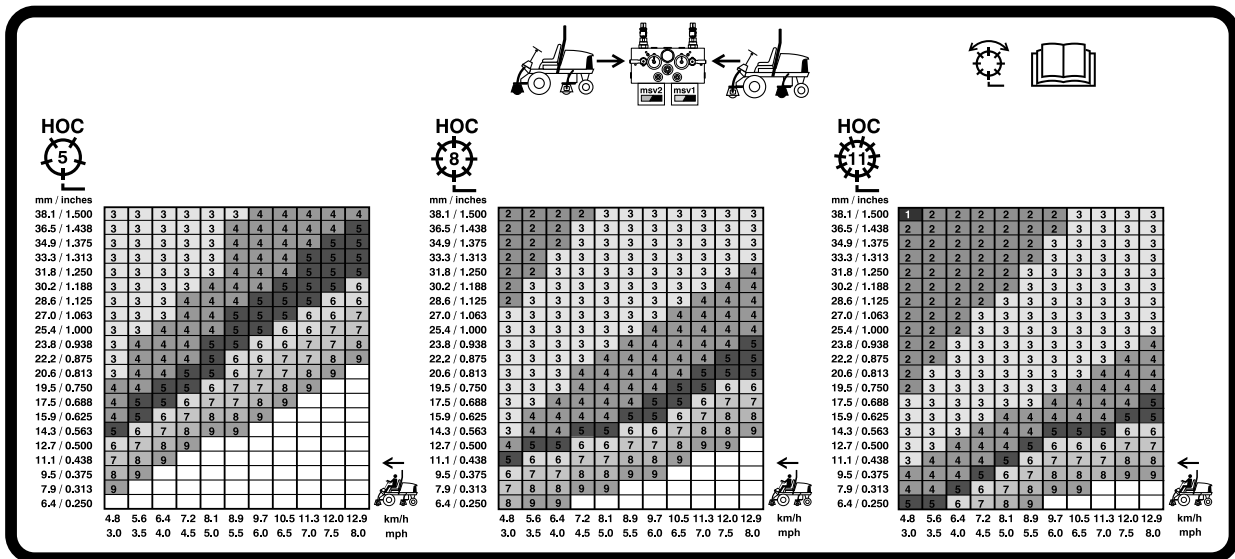 msv2 msv1
HOC
5
mm / inches
38.1 / 1.500 3 3 3 3 3 3 4 4 4 4 4
36.5 / 1.438 3 3 3 3 3 4 4 4 4 4 5
34.9 / 1.375 3 3 3 3 3 4 4 4 4 5 5
33.3 / 1.313 3 3 3 3 3 4 4 4 5 5 5
31.8 / 1.250 3 3 3 3 3 4 4 4 5 5 5
30.2 / 1.188 3 3 3 3 4 4 4 5 5 5 6
28.6 / 1.125 3 3 3 4 4 4 5 5 5 6 6
27.0 / 1.063 3 3 3 4 4 5 5 5 6 6 7
25.4 / 1.000 3 3 4 4 4 5 5 6 6 7 7
23.8 / 0.938 3 4 4 4 5 5 6 6 7 7 8
22.2 / 0.875 3 4 4 4 5 6 6 7 7 8 9
20.6 / 0.813 3 4 4 5 5 6 7 7 8 9
19.5 / 0.750 4 4 5 5 6 7 7 8 9
17.5 / 0.688 4 5 5 6 7 7 8 9
15.9 / 0.625 4 5 6 7 8 8 9
14.3 / 0.563 5 6 7 8 9 9
12.7 / 0.500 6 7 8 9
11.1 / 0.438 7 8 9
9.5 / 0.375 8 9
7.9 / 0.313 9
6.4 / 0.250
4.8 5.6 6.4 7.2 8.1 8.9 9.7 10.5 11.3 12.0 12.9 km/h
3.0 3.5 4.0 4.5 5.0 5.5 6.0 6.5 7.0 7.5 8.0 mph
HOC
8
mm / inches
38.1 / 1.500 2 2 2 2 3 3 3 3 3 3 3
36.5 / 1.438 2 2 2 3 3 3 3 3 3 3 3
34.9 / 1.375 2 2 2 3 3 3 3 3 3 3 3
33.3 / 1.313 2 2 3 3 3 3 3 3 3 3 3
31.8 / 1.250 2 2 3 3 3 3 3 3 3 3 4
30.2 / 1.188 2 3 3 3 3 3 3 3 3 4 4
28.6 / 1.125 2 3 3 3 3 3 3 3 4 4 4
27.0 / 1.063 3 3 3 3 3 3 3 4 4 4 4
25.4 / 1.000 3 3 3 3 3 3 4 4 4 4 4
23.8 / 0.938 3 3 3 3 3 4 4 4 4 4 5
22.2 / 0.875 3 3 3 3 4 4 4 4 4 5 5
20.6 / 0.813 3 3 3 4 4 4 4 4 5 5 5
19.5 / 0.750 3 3 3 4 4 4 4 5 5 6 6
17.5 / 0.688 3 3 4 4 4 4 5 5 6 6 7
15.9 / 0.625 3 4 4 4 4 5 5 6 7 8 8
14.3 / 0.563 3 4 4 5 5 6 6 7 8 8 9
12.7 / 0.500 4 5 5 6 6 7 7 8 9 9
11.1 / 0.438 5 6 6 7 7 8 8 9
9.5 / 0.375 6 7 7 8 8 9 9
7.9 / 0.313 7 8 8 9 9
6.4 / 0.250 8 9 9
4.8 5.6 6.4 7.2 8.1 8.9 9.7 10.5 11.3 12.0 12.9 km/h
3.0 3.5 4.0 4.5 5.0 5.5 6.0 6.5 7.0 7.5 8.0 mph
HOC
11
mm / inches
38.1 / 1.500 1 2 2 2 2 2 2 3 3 3 3
36.5 / 1.438 2 2 2 2 2 2 2 3 3 3 3
34.9 / 1.375 2 2 2 2 2 2 3 3 3 3 3
33.3 / 1.313 2 2 2 2 2 2 3 3 3 3 3
31.8 / 1.250 2 2 2 2 2 3 3 3 3 3 3
30.2 / 1.188 2 2 2 2 2 3 3 3 3 3 3
28.6 / 1.125 2 2 2 2 3 3 3 3 3 3 3
27.0 / 1.063 2 2 2 3 3 3 3 3 3 3 3
25.4 / 1.000 2 2 2 3 3 3 3 3 3 3 3
23.8 / 0.938 2 2 3 3 3 3 3 3 3 3 4
22.2 / 0.875 2 2 3 3 3 3 3 3 3 4 4
20.6 / 0.813 2 3 3 3 3 3 3 3 4 4 4
19.5 / 0.750 2 3 3 3 3 3 3 4 4 4 4
17.5 / 0.688 3 3 3 3 3 3 4 4 4 4 5
15.9 / 0.625 3 3 3 3 4 4 4 4 4 5 5
14.3 / 0.563 3 3 3 4 4 4 5 5 5 6 6
12.7 / 0.500 3 3 4 4 4 5 6 6 6 7 7
11.1 / 0.438 3 4 4 4 5 6 6 7 7 8 8
9.5 / 0.375 4 4 4 5 6 6 7 8 8 9 9
7.9 / 0.313 4 4 5 6 7 8 9 9
6.4 / 0.250 5 5 6 7 8 9
4.8 5.6 6.4 7.2 8.1 8.9 9.7 10.5 11.3 12.0 12.9 km/h
3.0 3.5 4.0 4.5 5.0 5.5 6.0 6.5 7.0 7.5 8.0 mph